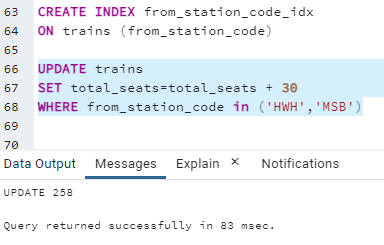 63 CREATE INDEX from_station_code_idx
64 ON trains (from_station_code)
65
66 UPDATE trains
67 SET total_seats=total_seats + 30
68 WHERE from_station_code in ('HWH','MSB')
69
70
Data Output Messages Explain × Notifications
UPDATE 258
Query returned successfully in 83 msec.